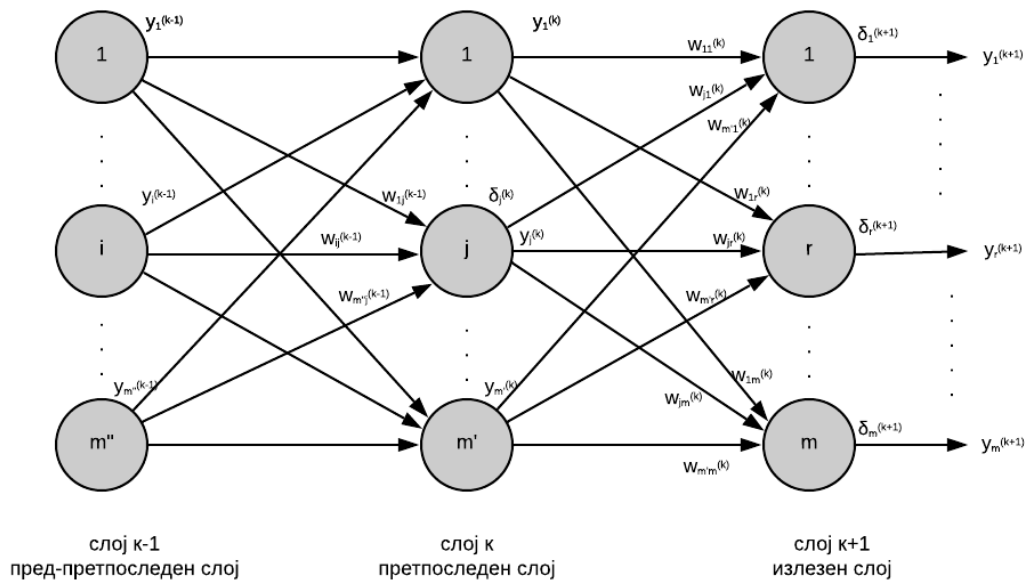 y₁⁽ᵏ⁻¹⁾
y₁⁽ᵏ⁾
δ₁⁽ᵏ⁺¹⁾
1
1
w₁₁⁽ᵏ⁾
1
y₁⁽ᵏ⁺¹⁾
wⱼ₁⁽ᵏ⁾
wₘ'₁⁽ᵏ⁾
yᵢ⁽ᵏ⁻¹⁾
w₁ⱼ⁽ᵏ⁻¹⁾
δⱼ⁽ᵏ⁾
w₁ᵣ⁽ᵏ⁾
δᵣ⁽ᵏ⁺¹⁾
i
wᵢⱼ⁽ᵏ⁻¹⁾
j
yⱼ⁽ᵏ⁾
wⱼᵣ⁽ᵏ⁾
r
yᵣ⁽ᵏ⁺¹⁾
wₘ"ⱼ⁽ᵏ⁻¹⁾
wₘ'ᵣ⁽ᵏ⁾
yₘ"⁽ᵏ⁻¹⁾
yₘ'⁽ᵏ⁾
w₁ₘ⁽ᵏ⁾
wⱼₘ⁽ᵏ⁾
δₘ⁽ᵏ⁺¹⁾
m"
m'
m
yₘ⁽ᵏ⁺¹⁾
wₘ'ₘ⁽ᵏ⁾
слој к-1
пред-претпоследен слој
слој к
претпоследен слој
слој к+1
излезен слој